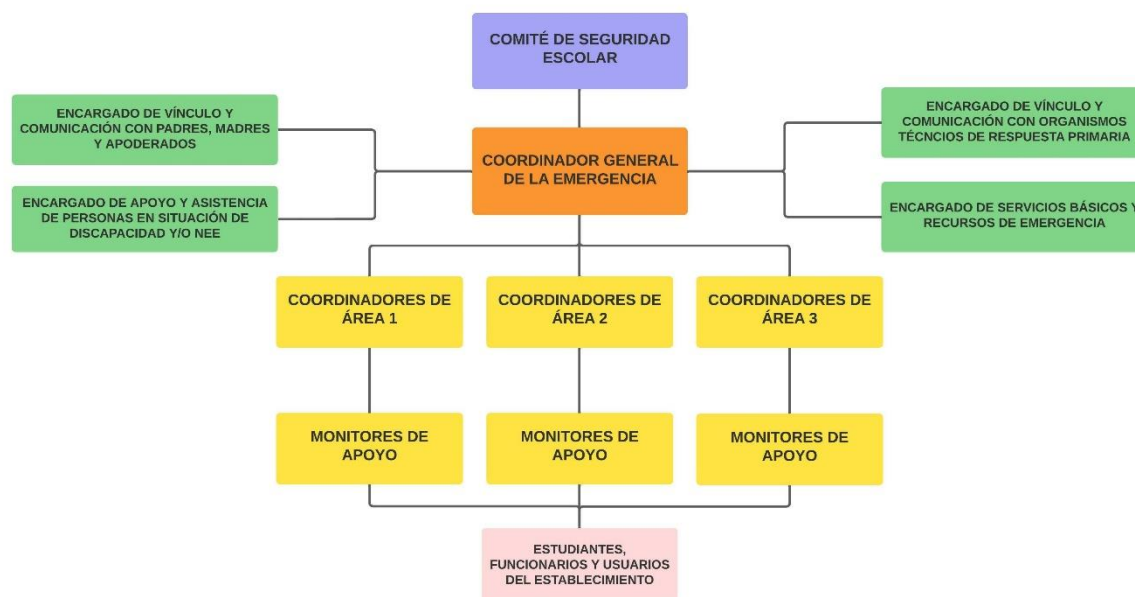 COMITÉ DE SEGURIDAD
ESCOLAR
ENCARGADO DE VÍNCULO Y
COMUNICACIÓN CON PADRES, MADRES
Y APODERADOS
ENCARGADO DE VÍNCULO Y
COMUNICACIÓN CON ORGANISMOS
TÉCNCIOS DE RESPUESTA PRIMARIA
COORDINADOR GENERAL
DE LA EMERGENCIA
ENCARGADO DE APOYO Y ASISTENCIA
DE PERSONAS EN SITUACIÓN DE
DISCAPACIDAD Y/O NEE
ENCARGADO DE SERVICIOS BÁSICOS Y
RECURSOS DE EMERGENCIA
COORDINADORES DE
ÁREA 1
COORDINADORES DE
ÁREA 2
COORDINADORES DE
ÁREA 3
MONITORES DE
APOYO
MONITORES DE
APOYO
MONITORES DE
APOYO
ESTUDIANTES,
FUNCIONARIOS Y USUARIOS
DEL ESTABLECIMIENTO